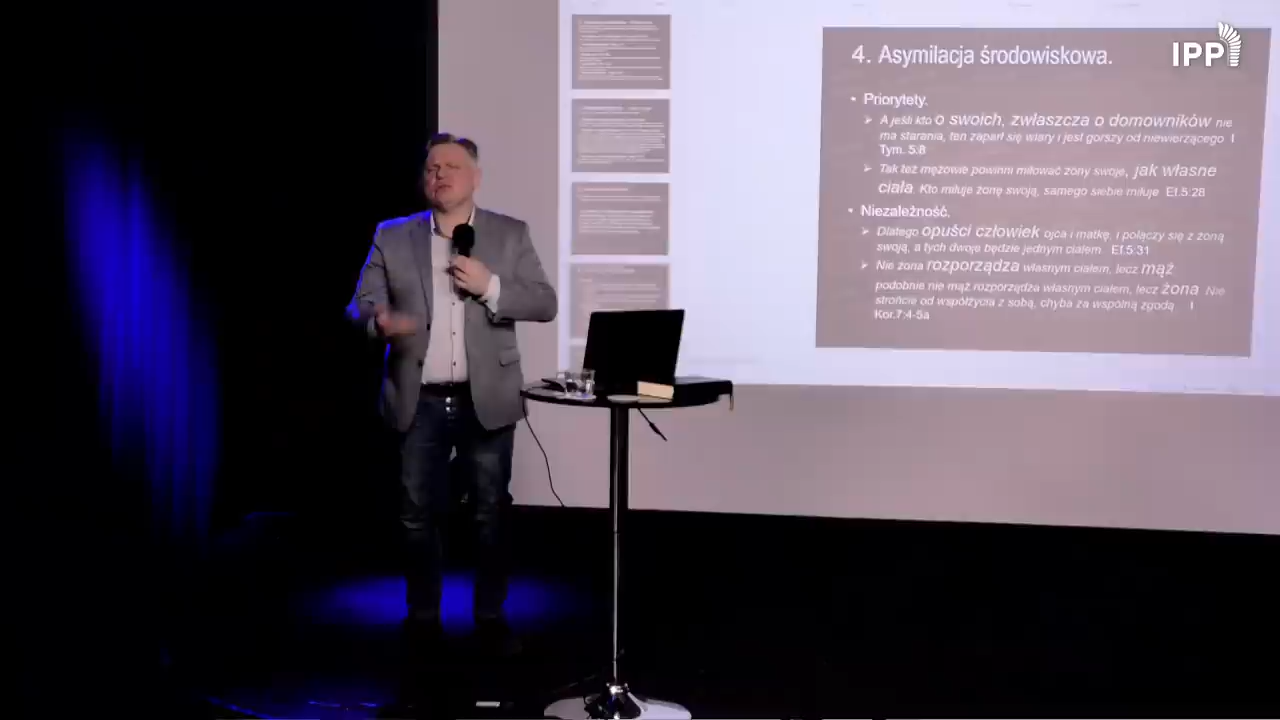 4. Asymilacja środowiskowa.
IPP
• Priorytety.
➢ A jeśli kto o swoich, zwłaszcza o domowników nie
ma starania, ten zaparł się wiary i jest gorszy od niewierzącego I
Tym. 5:8
➢ Tak też mężowie powinni miłować żony swoje, jak własne
ciała. Kto miłuje żonę swoją, samego siebie miłuje Ef.5:28
• Niezależność.
➢ Dlatego opuści człowiek ojca i matkę, i połączy się z żoną
swoją, a tych dwoje będzie jednym ciałem Ef.5:31
➢ Nie żona rozporządza własnym ciałem, lecz mąż
podobnie nie mąż rozporządza własnym ciałem, lecz żona Nie
strońcie od współżycia z sobą, chyba za wspólną zgodą I
Kor.7:4-5a